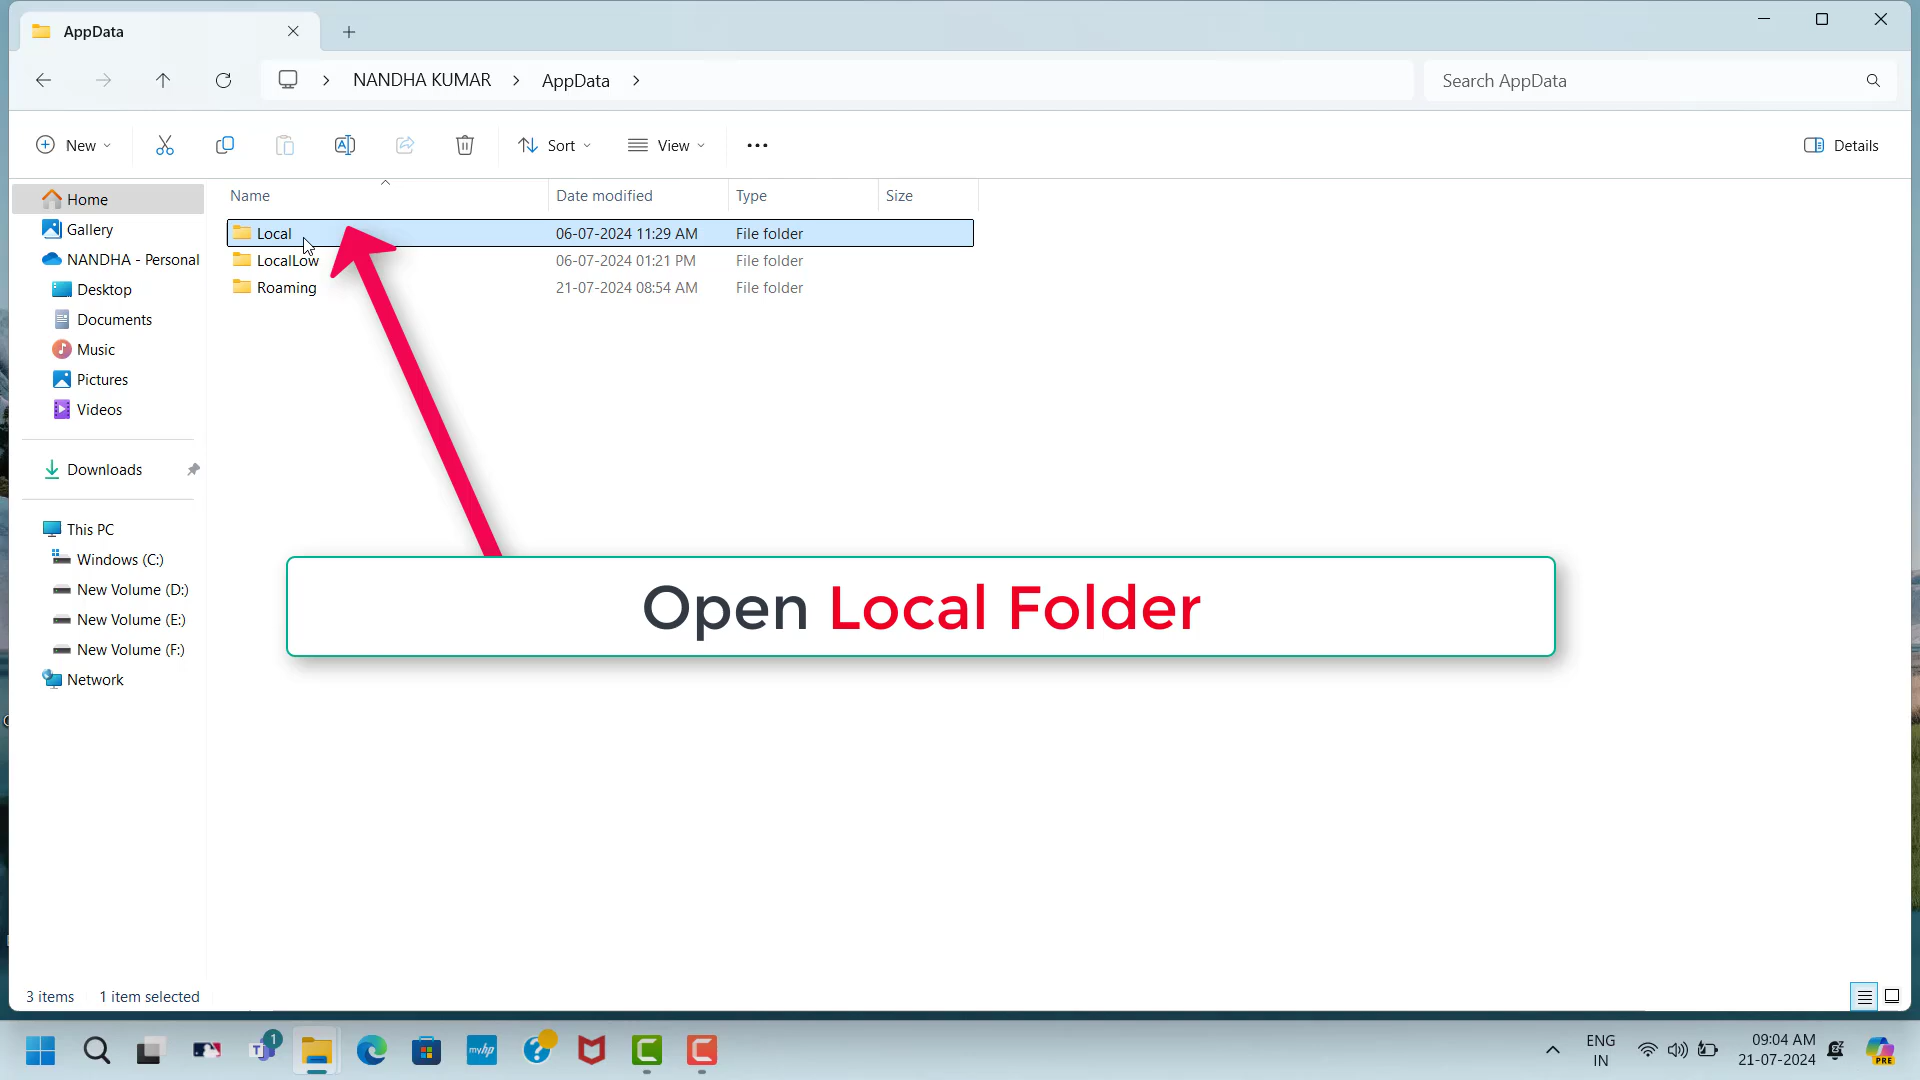 AppData
NANDHA KUMAR > AppData >
Search AppData
New
Sort
View
Details
Name Date modified Type Size
Local 06-07-2024 11:29 AM File folder
LocalLow 06-07-2024 01:21 PM File folder
Roaming 21-07-2024 08:54 AM File folder
Home
Gallery
NANDHA - Personal
Desktop
Documents
Music
Pictures
Videos
Downloads
This PC
Windows (C:)
New Volume (D:)
New Volume (E:)
New Volume (F:)
Network
Open Local Folder
3 items 1 item selected
1
myhp
ENG
IN
09:04 AM
21-07-2024
PRE